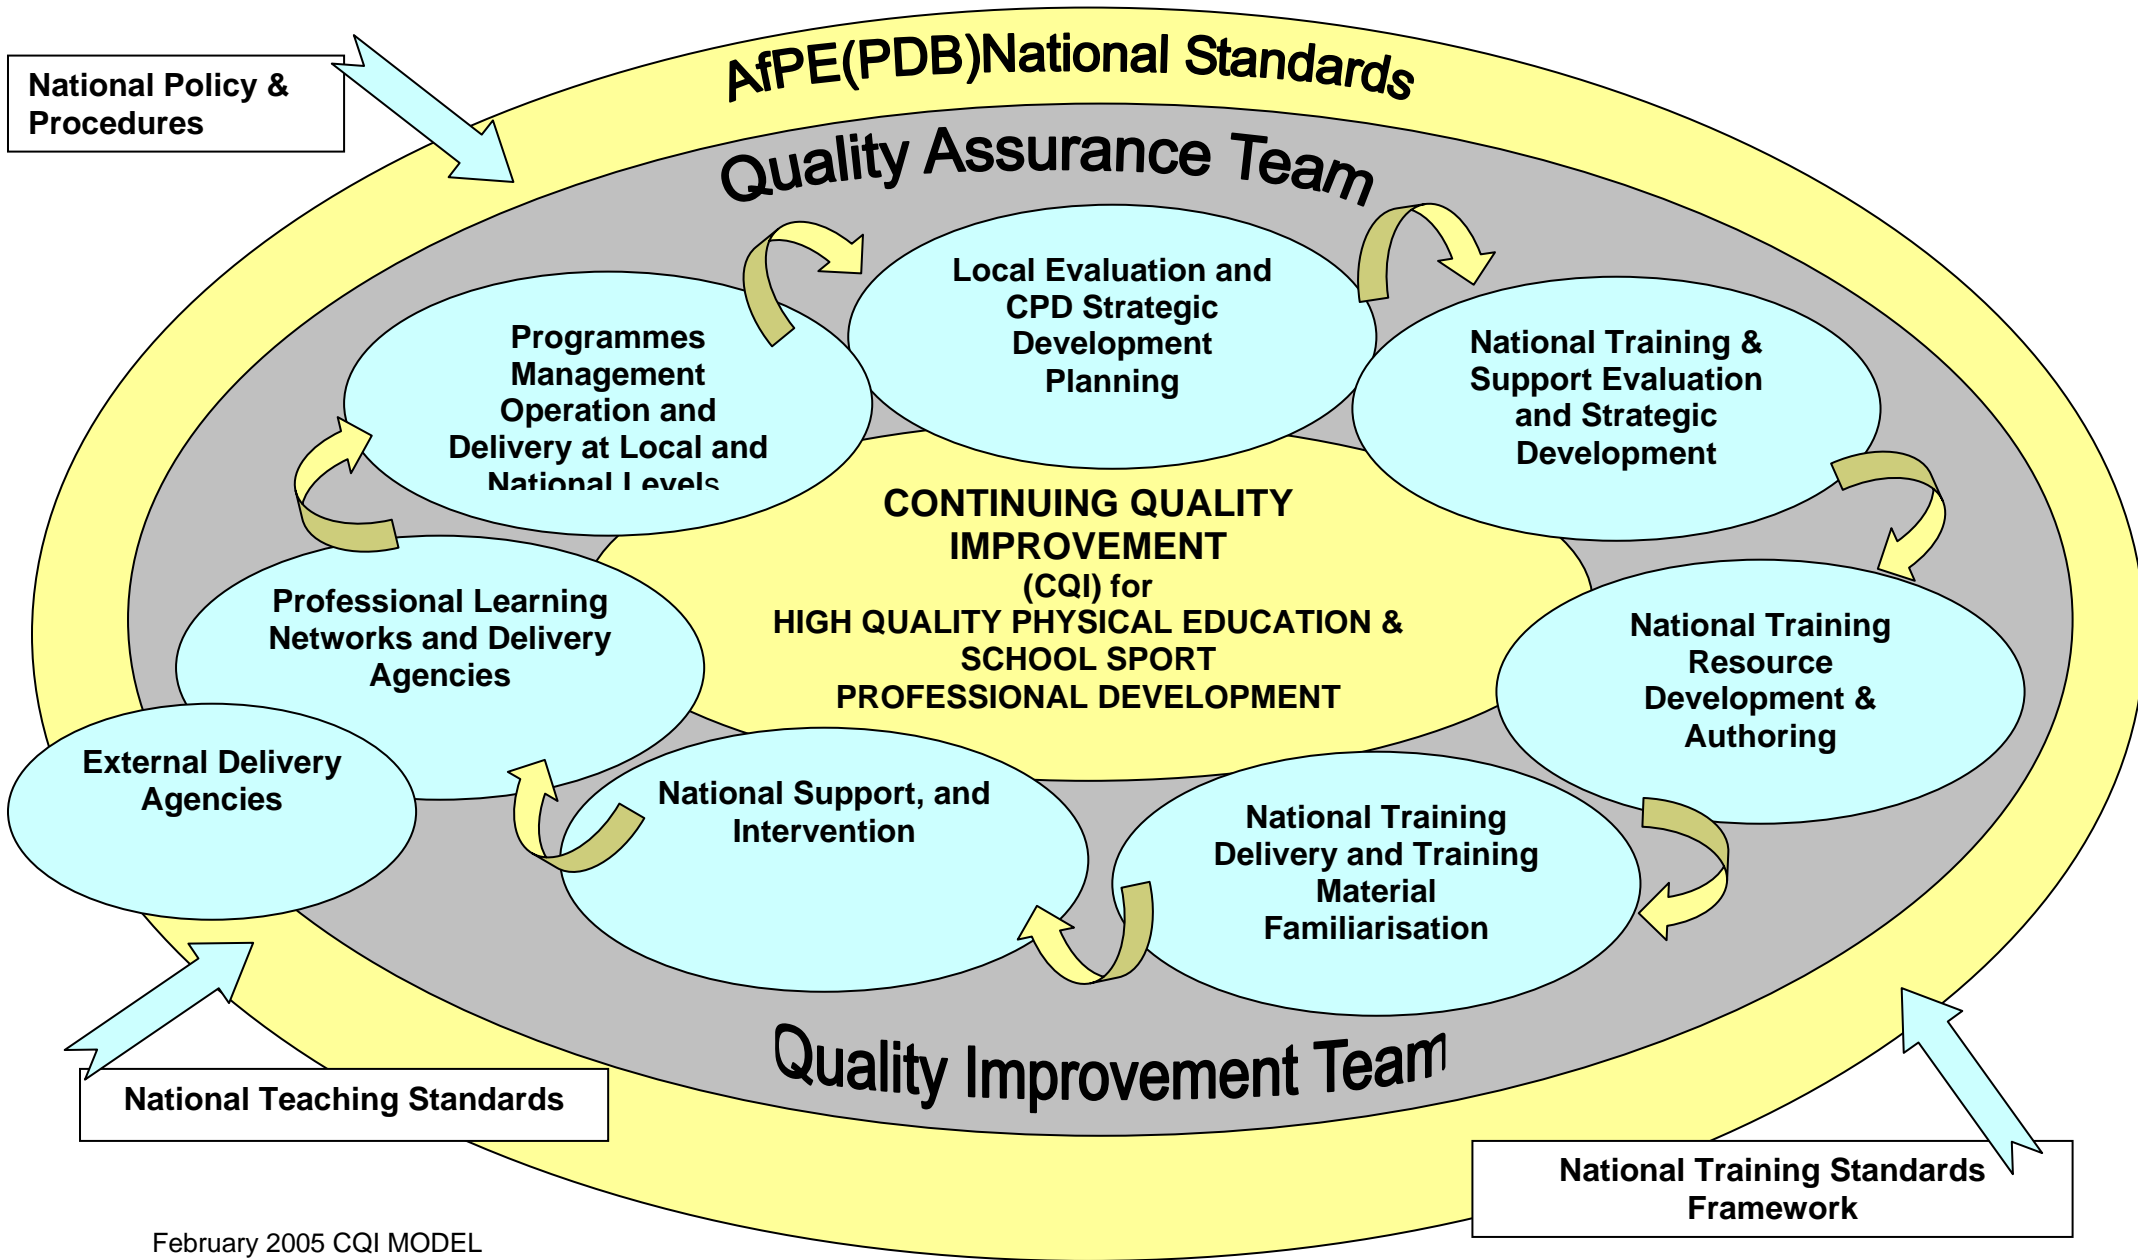 National Policy &
Procedures
AfPE(PDB)National Standards
Quality Assurance Team
Local Evaluation and
CPD Strategic
Development
Planning
Programmes
Management
Operation and
Delivery at Local and
National Levels
National Training &
Support Evaluation
and Strategic
Development
CONTINUING QUALITY
IMPROVEMENT
(CQI) for
HIGH QUALITY PHYSICAL EDUCATION &
SCHOOL SPORT
PROFESSIONAL DEVELOPMENT
Professional Learning
Networks and Delivery
Agencies
National Training
Resource
Development &
Authoring
External Delivery
Agencies
National Support, and
Intervention
National Training
Delivery and Training
Material
Familiarisation
Quality Improvement Team
National Teaching Standards
National Training Standards
Framework
February 2005 CQI MODEL